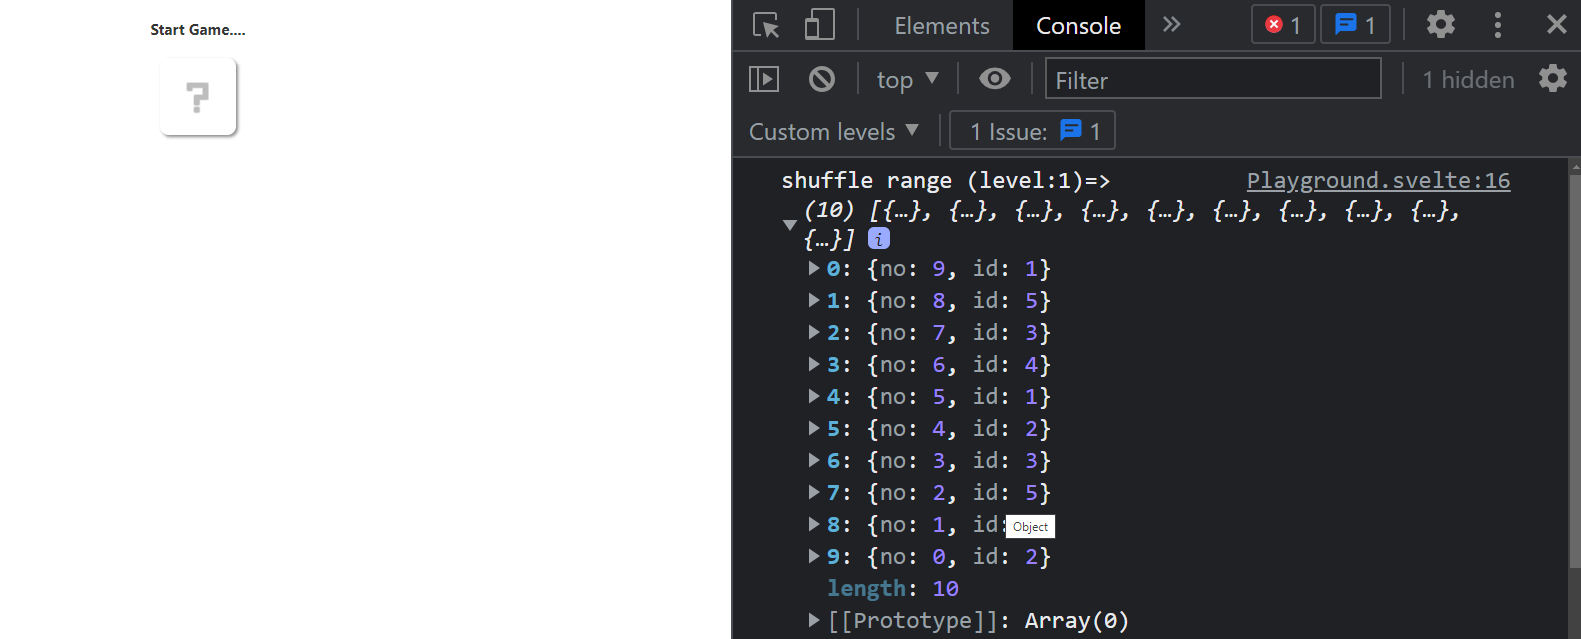 Start Game....
?
Elements Console 1 1
top Filter 1 hidden
Custom levels 1 Issue: 1
shuffle range (level:1)=> Playground.svelte:16
(10) [{…}, {…}, {…}, {…}, {…}, {…}, {…}, {…}, {…},
{…}] i
0: {no: 9, id: 1}
1: {no: 8, id: 5}
2: {no: 7, id: 3}
3: {no: 6, id: 4}
4: {no: 5, id: 1}
5: {no: 4, id: 2}
6: {no: 3, id: 3}
7: {no: 2, id: 5}
8: {no: 1, id: Object
9: {no: 0, id: 2}
length: 10
[[Prototype]]: Array(0)